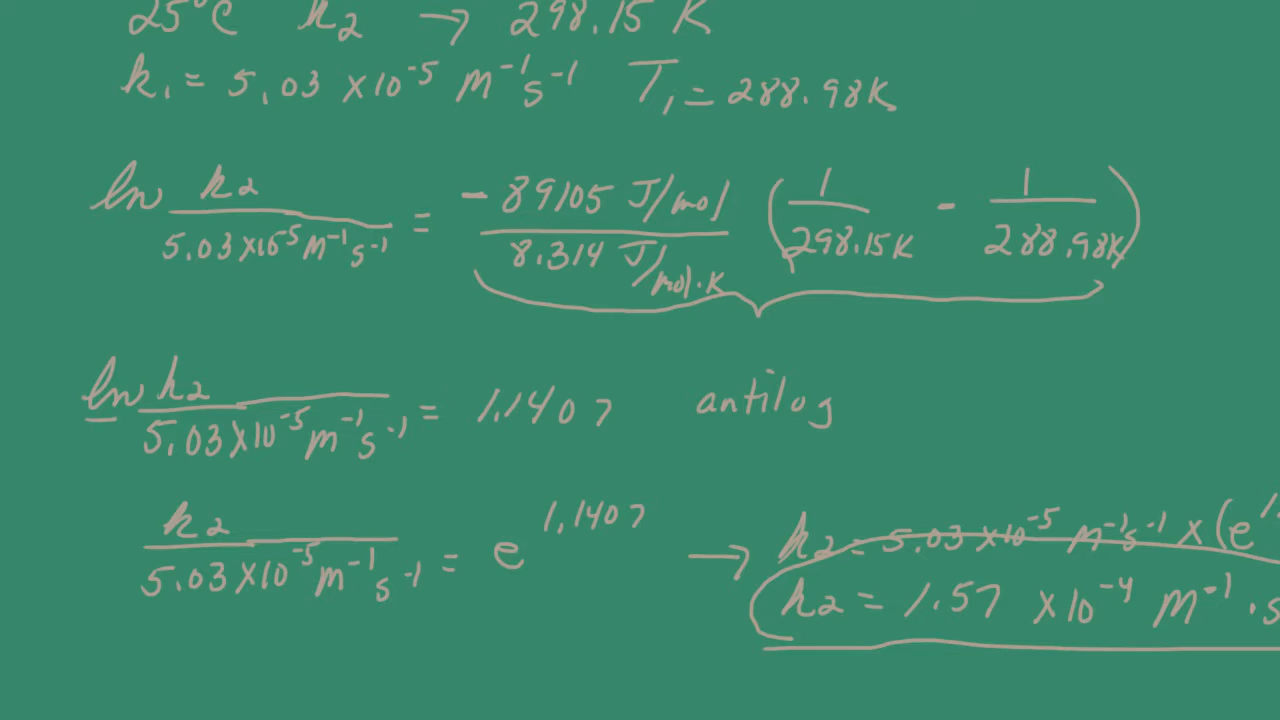 25°C k2 → 298.15 K
k1 = 5.03 x10^-5 M^-1 s^-1 T1 = 288.98K
ln k2 / 5.03x10^-5 M^-1 s^-1 = - 89105 J/mol / 8.314 J/mol·K (1 / 298.15K - 1 / 288.98K)
ln k2 / 5.03x10^-5 m^-1 s^-1 = 1.1407 antilog
k2 / 5.03x10^-5 m^-1 s^-1 = e^1.1407 → k2 = 5.03 x10^-5 M^-1 s^-1 x (e^1.
k2 = 1.57 x10^-4 M^-1 · s